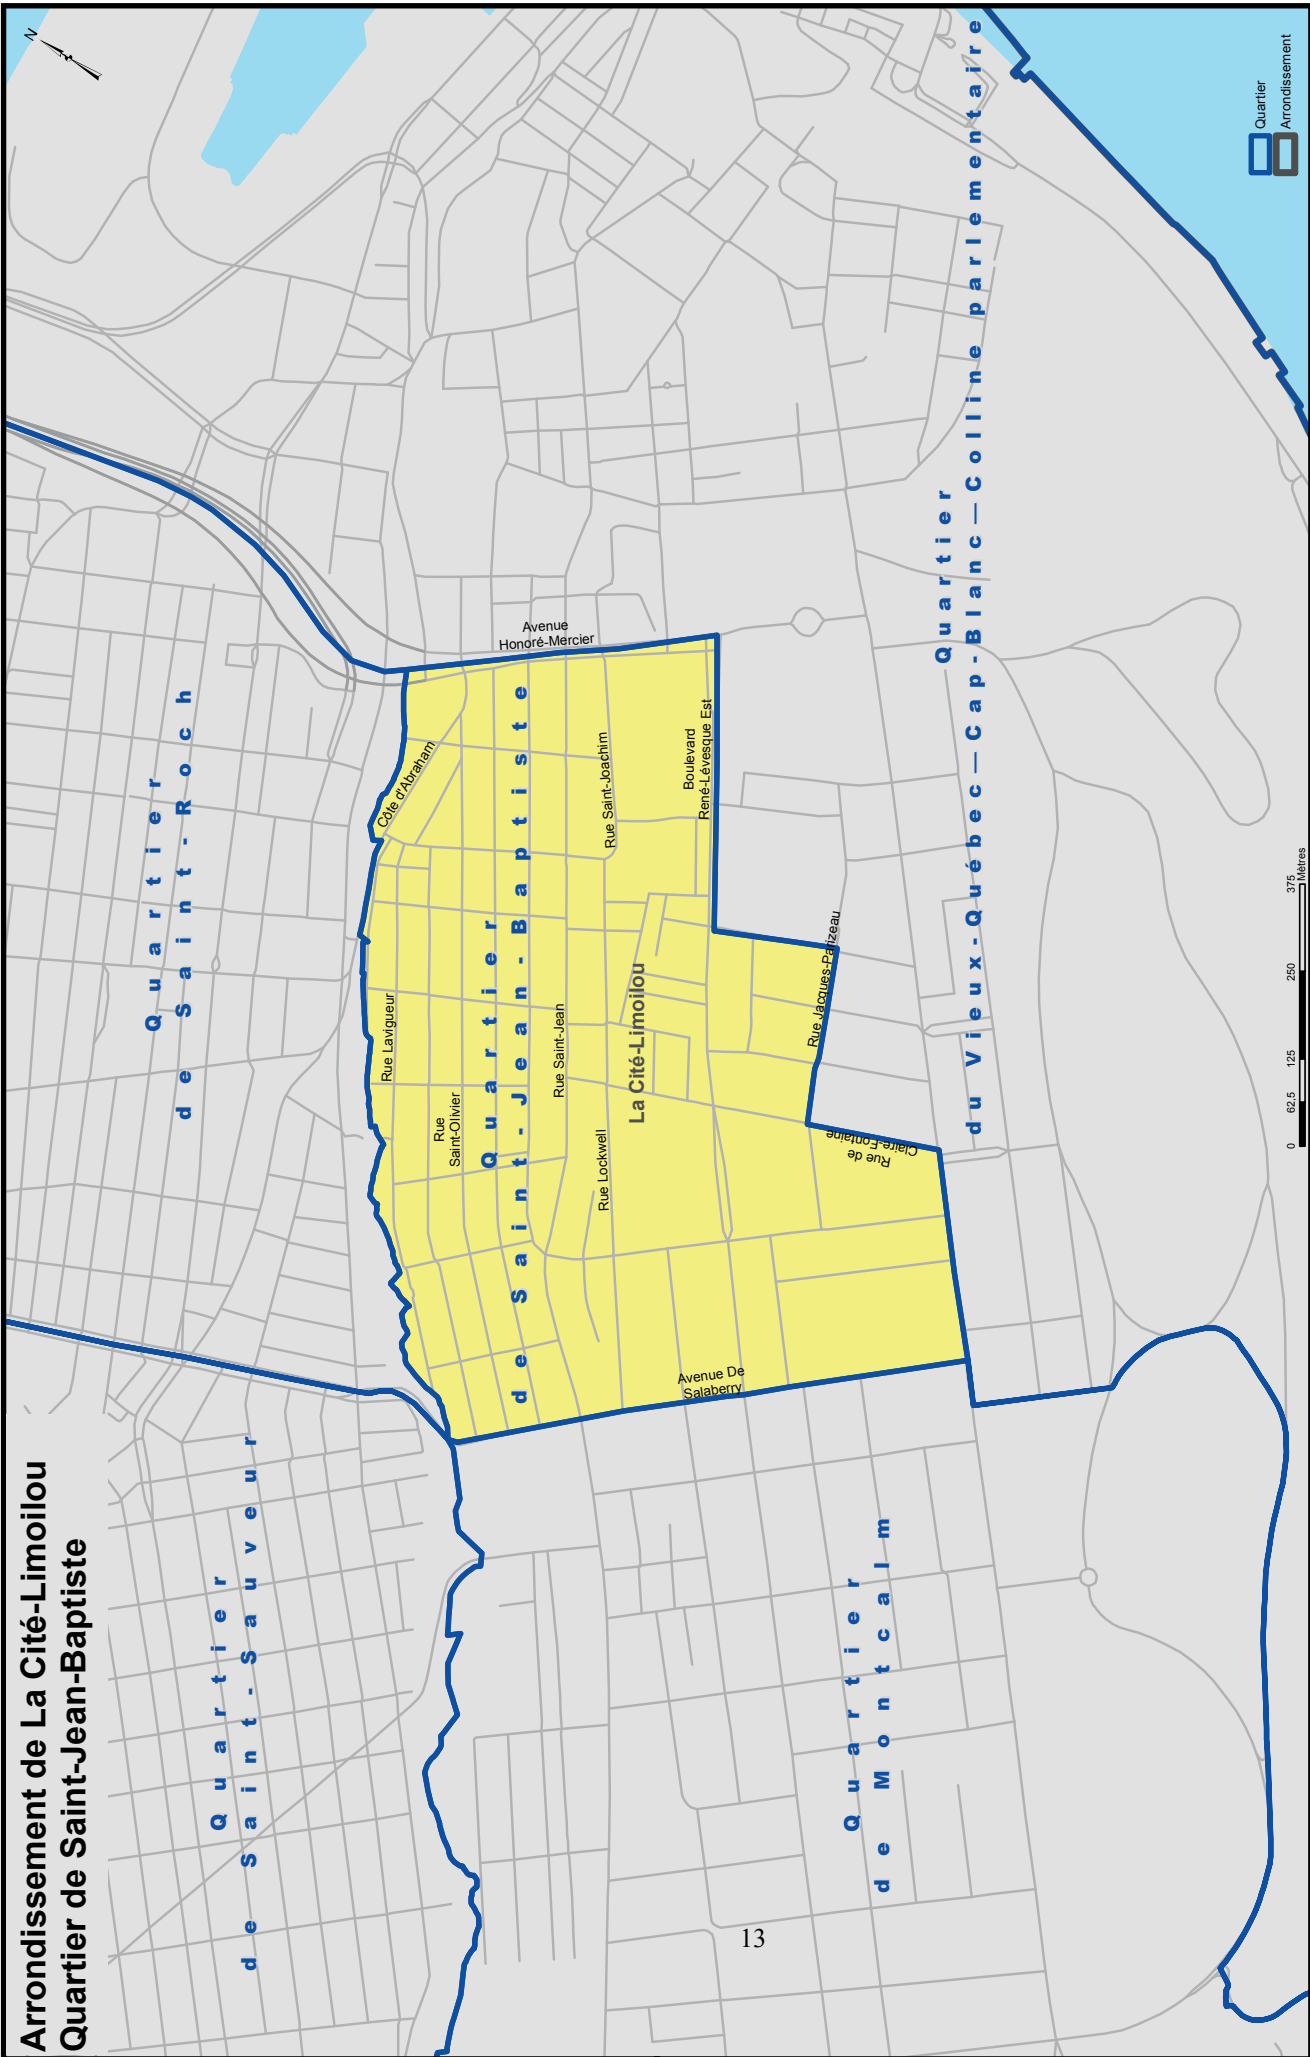 Arrondissement de La Cité-Limoilou
Quartier de Saint-Jean-Baptiste
N
Quartier
de Saint-Sauveur
Quartier
de Saint-Roch
Quartier
de Saint-Jean-Baptiste
La Cité-Limoilou
Quartier
de Montcalm
Quartier
du Vieux-Québec—Cap-Blanc—Colline parlementaire
Côte d'Abraham
Avenue
Honoré-Mercier
Rue Lavigueur
Rue
Saint-Olivier
Rue Saint-Jean
Rue Saint-Joachim
Rue Lockwell
Boulevard
René-Lévesque Est
Rue Jacques-Parizeau
Rue de
Claire-Fontaine
Avenue De
Salaberry
0 62,5 125 250 375
Mètres
Quartier
Arrondissement
13